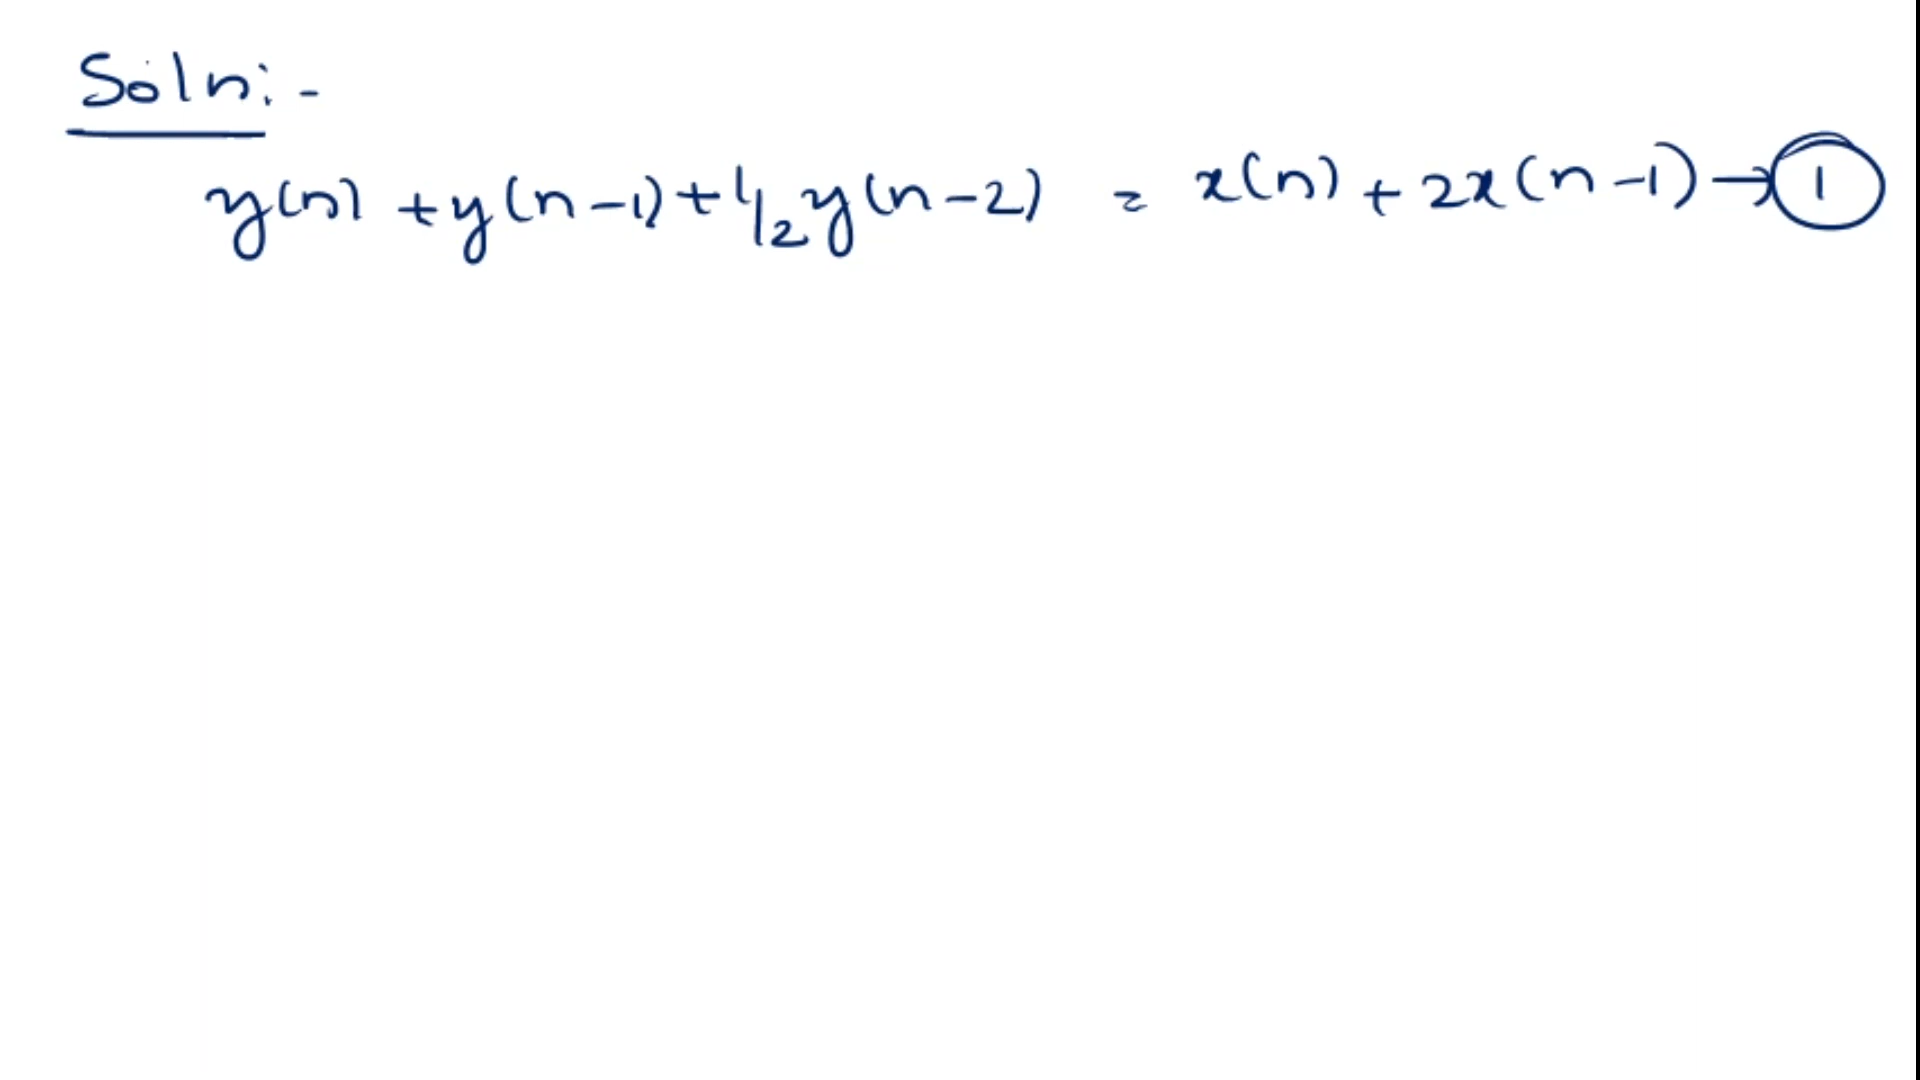 Soln:-
y(n) + y(n-1) + 1/2 y(n-2) = x(n) + 2x(n-1) → 1